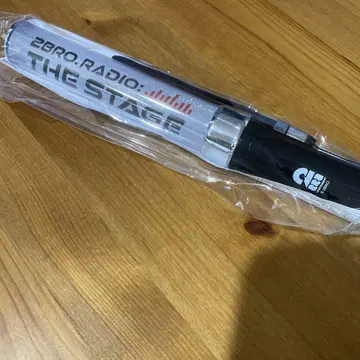 2BRO. RADIO:
THE STAGE